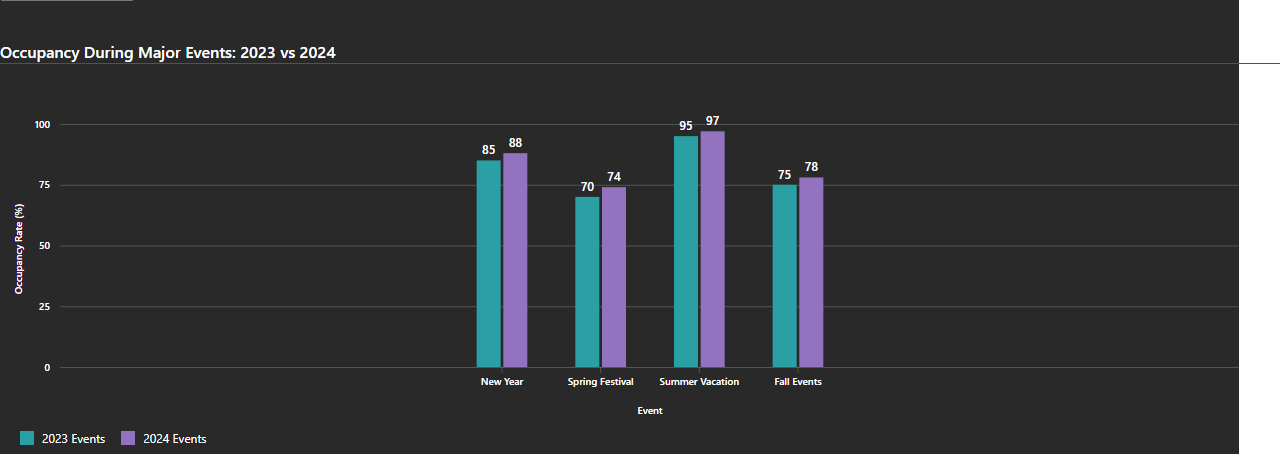 Occupancy During Major Events: 2023 vs 2024
100
75
50
25
0
Occupancy Rate (%)
85
88
70
74
95
97
75
78
New Year
Spring Festival
Summer Vacation
Fall Events
Event
2023 Events
2024 Events